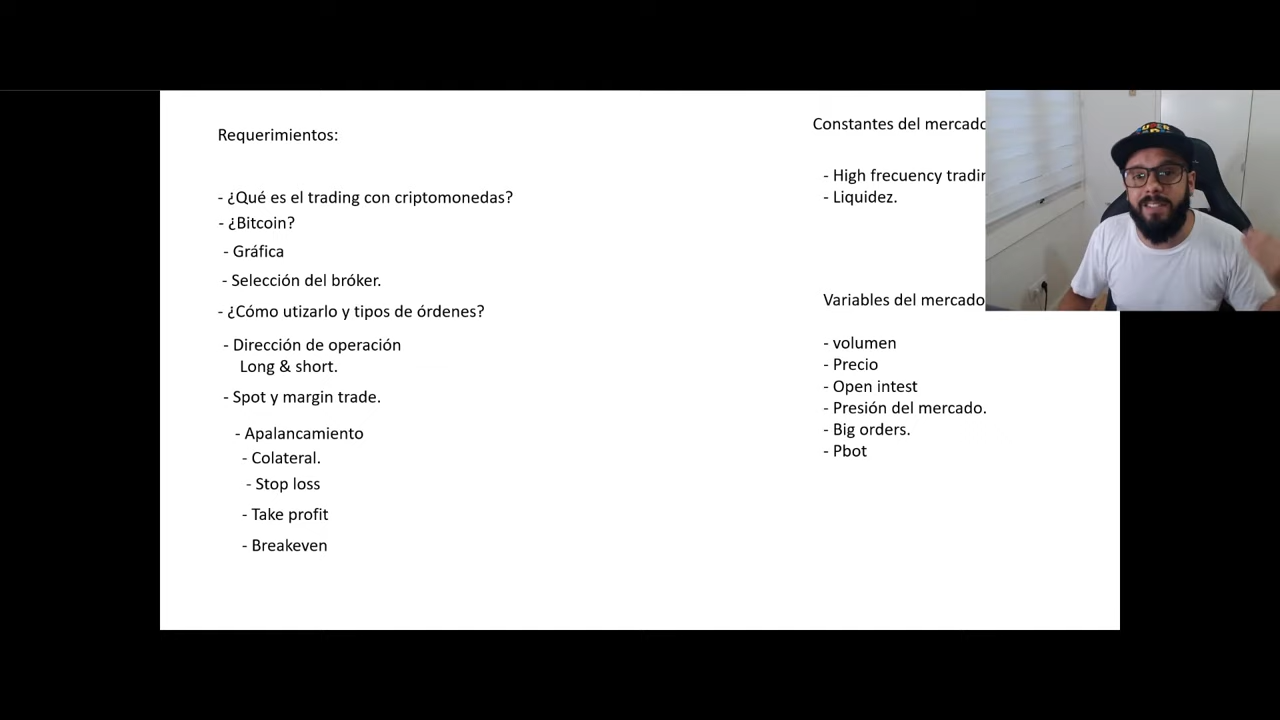 Requerimientos:
- ¿Qué es el trading con criptomonedas?
- ¿Bitcoin?
- Gráfica
- Selección del bróker.
- ¿Cómo utizarlo y tipos de órdenes?
- Dirección de operación
Long & short.
- Spot y margin trade.
- Apalancamiento
- Colateral.
- Stop loss
- Take profit
- Breakeven
Constantes del mercado
- High frecuency
- Liquidez.
Variables del mercado
- volumen
- Precio
- Open intest
- Presión del mercado.
- Big orders.
- Pbot